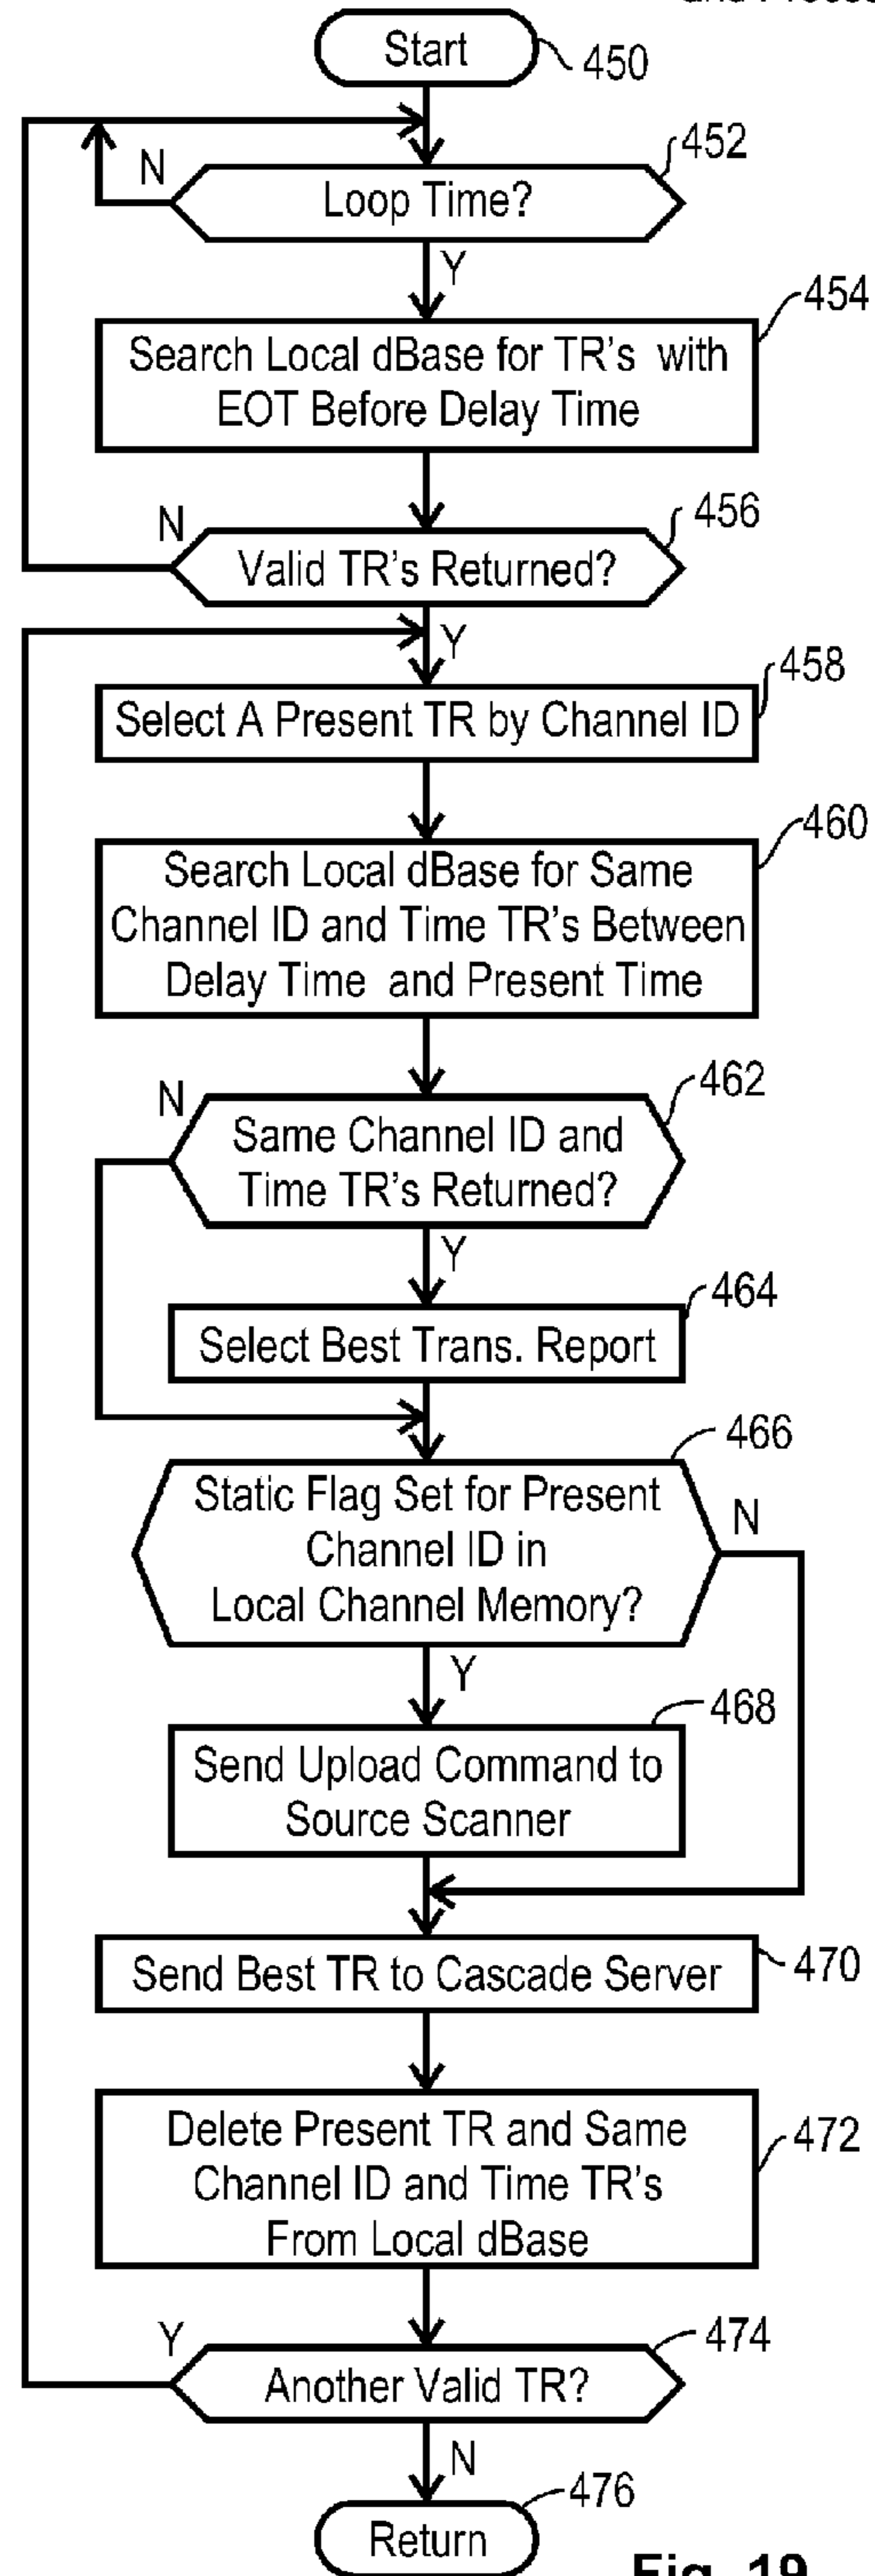 Start
450
452
N
Loop Time?
Y
454
Search Local dBase for TR's with
EOT Before Delay Time
N
456
Valid TR's Returned?
Y
458
Select A Present TR by Channel ID
460
Search Local dBase for Same
Channel ID and Time TR's Between
Delay Time and Present Time
N
462
Same Channel ID and
Time TR's Returned?
Y
464
Select Best Trans. Report
466
Static Flag Set for Present
Channel ID in
Local Channel Memory?
N
Y
468
Send Upload Command to
Source Scanner
Send Best TR to Cascade Server
470
Delete Present TR and Same
Channel ID and Time TR's
From Local dBase
472
Y
474
Another Valid TR?
N
476
Return
Fig. 19